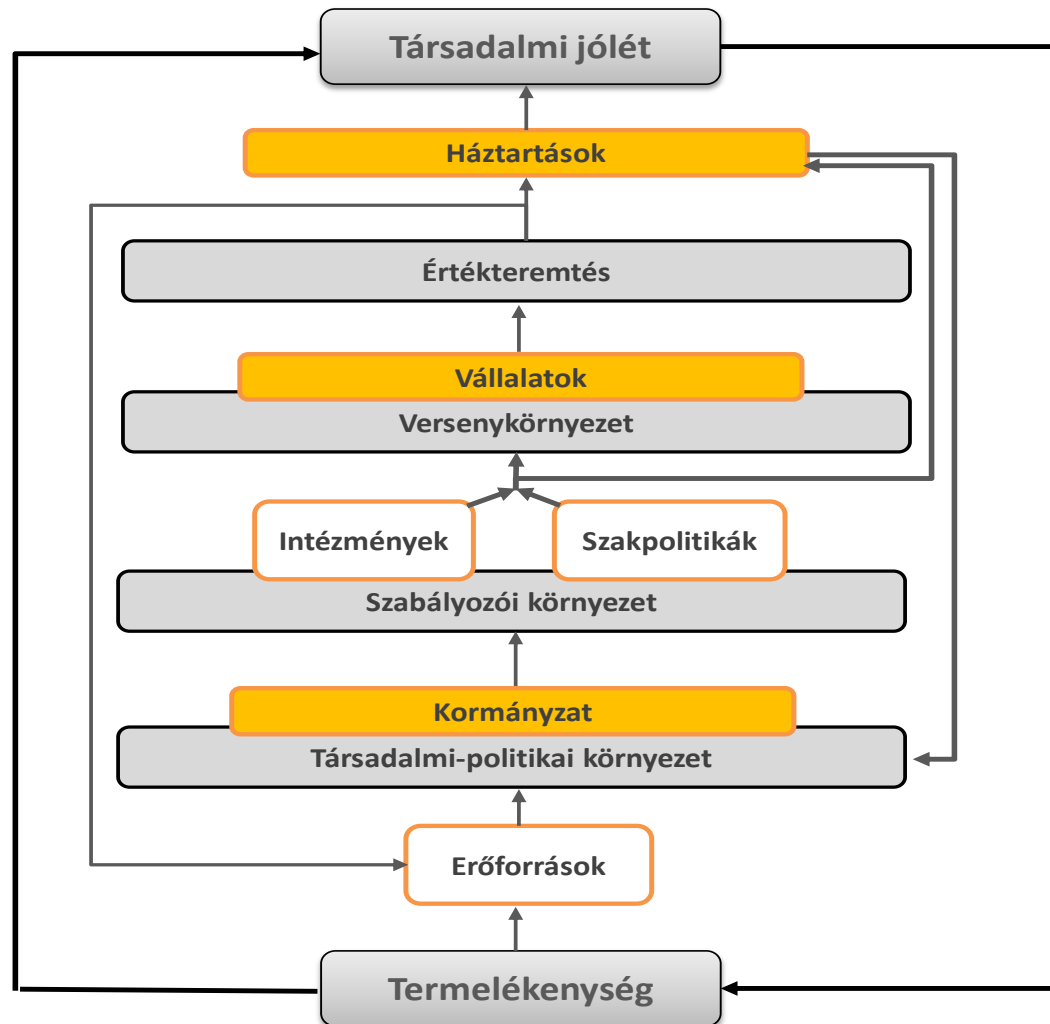 Társadalmi jólét
Háztartások
Értékteremtés
Vállalatok
Versenykörnyezet
Intézmények
Szakpolitikák
Szabályozói környezet
Kormányzat
Társadalmi-politikai környezet
Erőforrások
Termelékenység